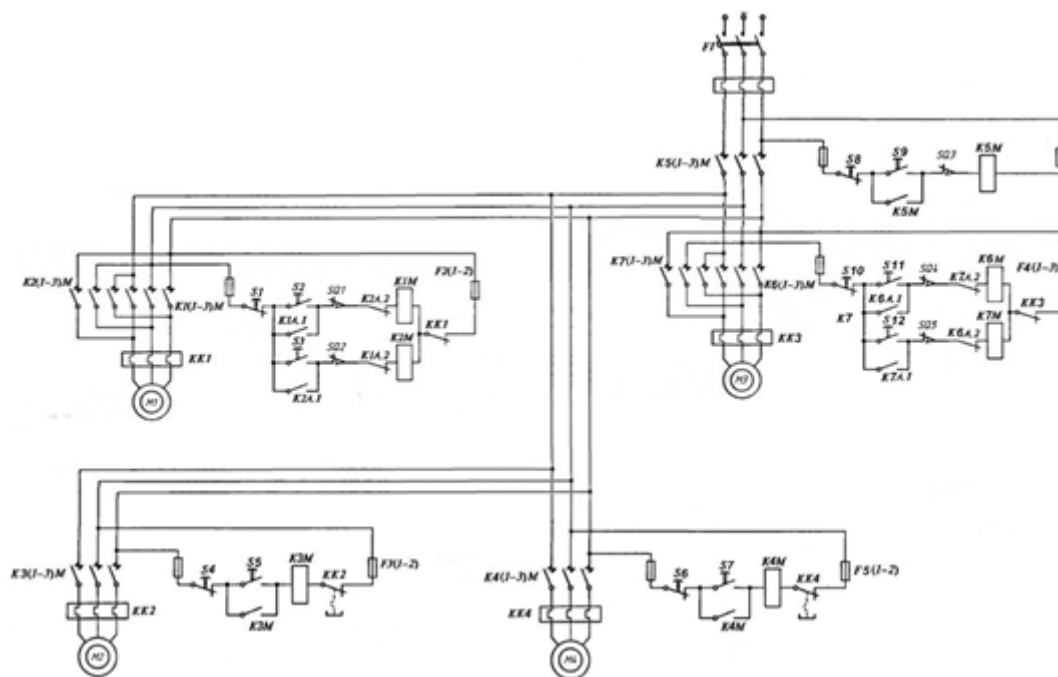 F1
K5(1-3)M
S8
S9
SQ3
K5M
K5M
K2(1-3)M
K1(1-3)M
S1
S2
SQ1
K2A.2
K1M
F2(1-2)
K1A.1
S3
SQ2
K1A.2
K2M
KK1
K2A.1
KK1
M1
K7(1-3)M
K6(1-3)M
S10
S11
SQ4
K7A.2
K6M
F4(1-3)
K7
K6A.1
S12
SQ5
K6A.2
K7M
KK3
K7A.1
KK3
M3
K3(1-3)M
S4
S5
K3M
KK2
F3(1-2)
K3M
KK2
M2
K4(1-3)M
S6
S7
K4M
KK4
F5(1-2)
K4M
KK4
M4